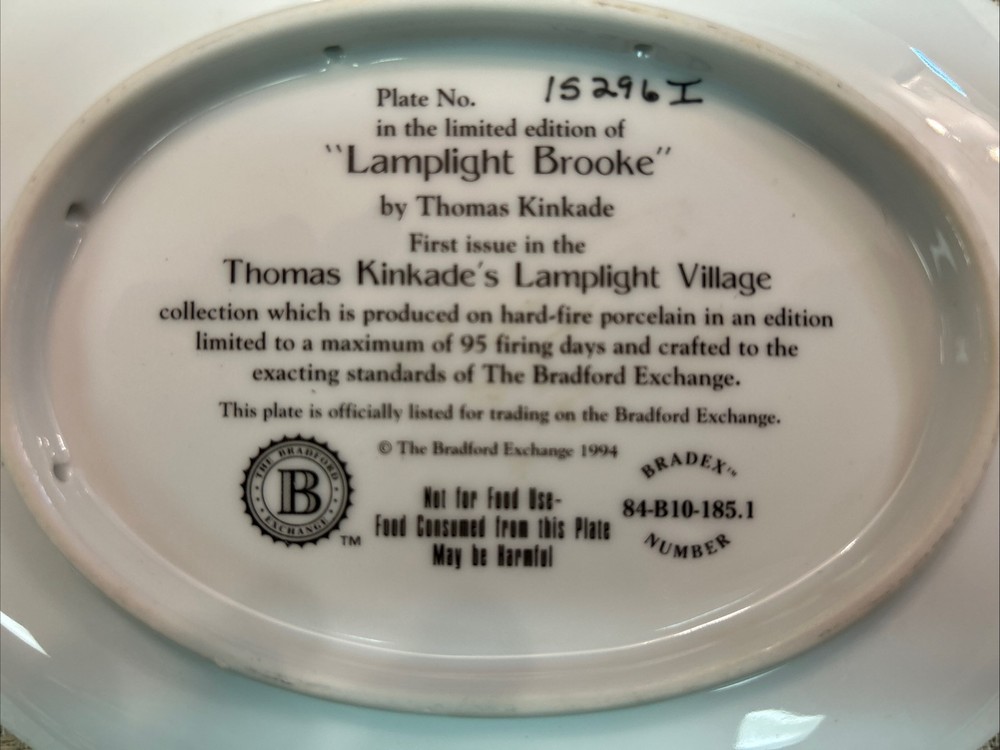 Plate No. 15296I
in the limited edition of
"Lamplight Brooke"
by Thomas Kinkade
First issue in the
Thomas Kinkade's Lamplight Village
collection which is produced on hard-fire porcelain in an edition
limited to a maximum of 95 firing days and crafted to the
exacting standards of The Bradford Exchange.
This plate is officially listed for trading on the Bradford Exchange.
© The Bradford Exchange 1994
THE BRADFORD
B
EXCHANGE
TM
Not for Food Use-
Food Consumed from this Plate
May be Harmful
BRADEX™
84-B10-185.1
NUMBER